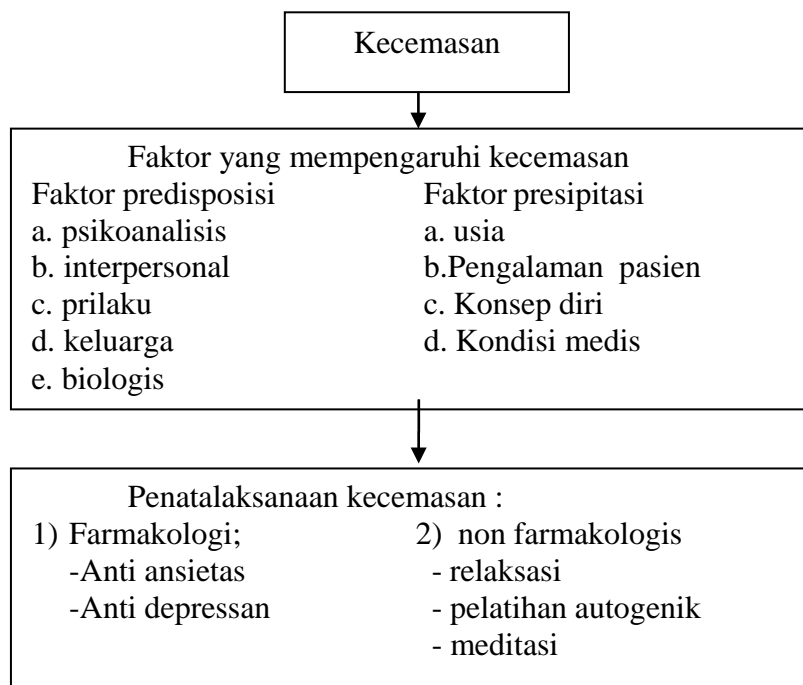 Kecemasan
Faktor yang mempengaruhi kecemasan
Faktor predisposisi
a. psikoanalisis
b. interpersonal
c. prilaku
d. keluarga
e. biologis
Faktor presipitasi
a. usia
b.Pengalaman pasien
c. Konsep diri
d. Kondisi medis
Penatalaksanaan kecemasan :
1) Farmakologi;
-Anti ansietas
-Anti depressan
2) non farmakologis
- relaksasi
- pelatihan autogenik
- meditasi